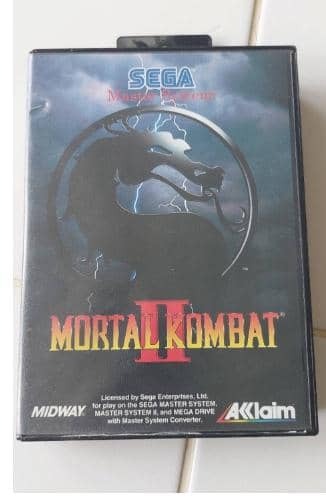 SEGA
Master System
MORTAL KOMBAT II
Licensed by Sega Enterprises, Ltd.
for play on the SEGA MASTER SYSTEM,
MASTER SYSTEM II, and MEGA DRIVE
with Master System Converter.
MIDWAY
AKlaim